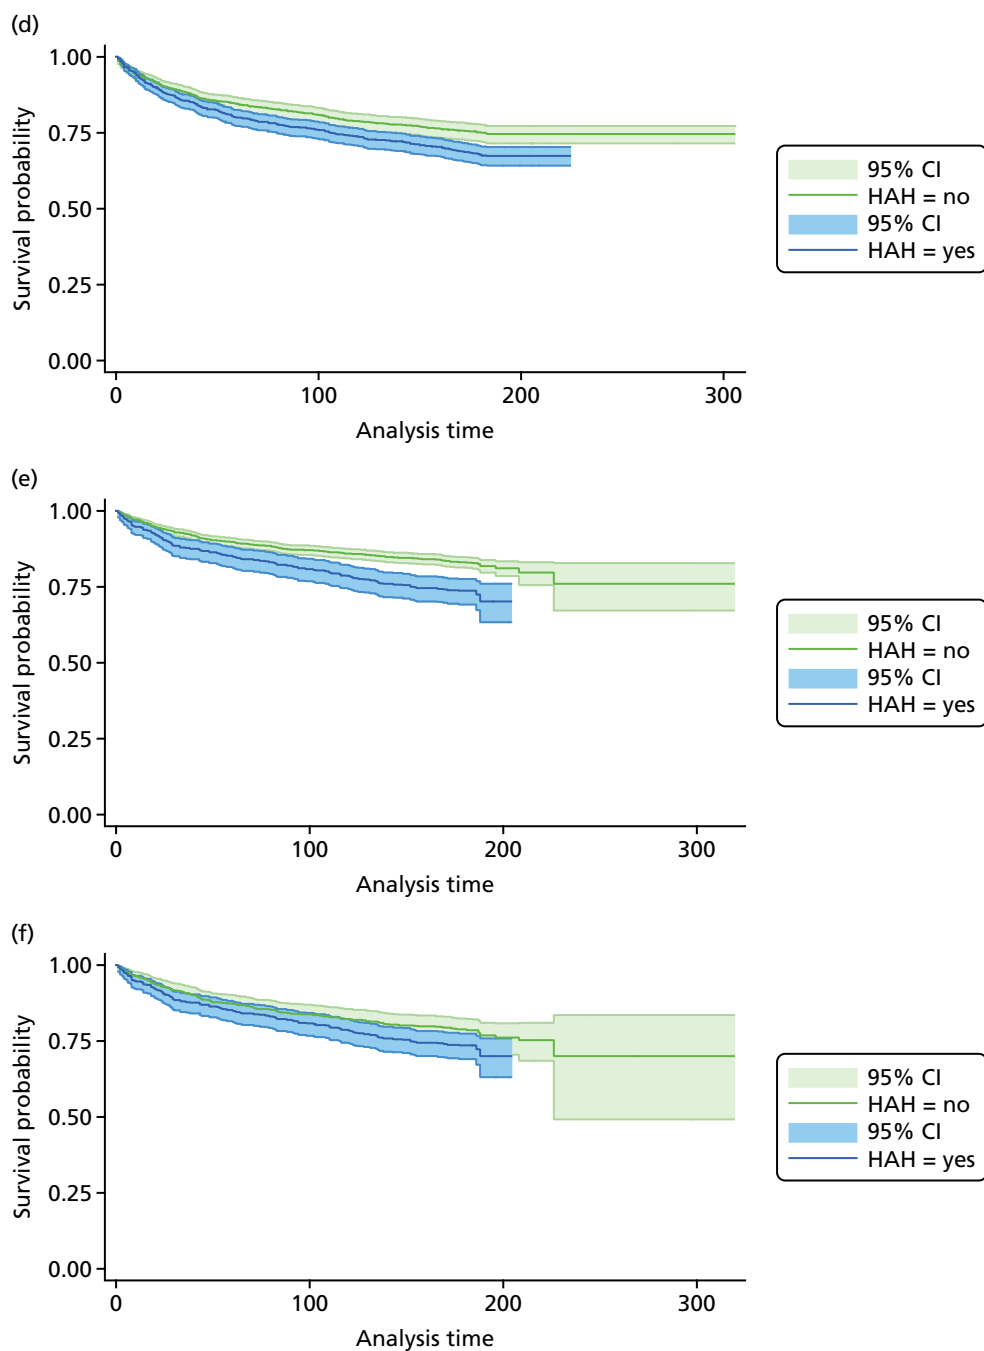 (d)
1.00
0.75
0.50
0.25
0.00
Survival probability
0 100 200 300
Analysis time
95% CI
HAH = no
95% CI
HAH = yes
(e)
1.00
0.75
0.50
0.25
0.00
Survival probability
0 100 200 300
Analysis time
95% CI
HAH = no
95% CI
HAH = yes
(f)
1.00
0.75
0.50
0.25
0.00
Survival probability
0 100 200 300
Analysis time
95% CI
HAH = no
95% CI
HAH = yes